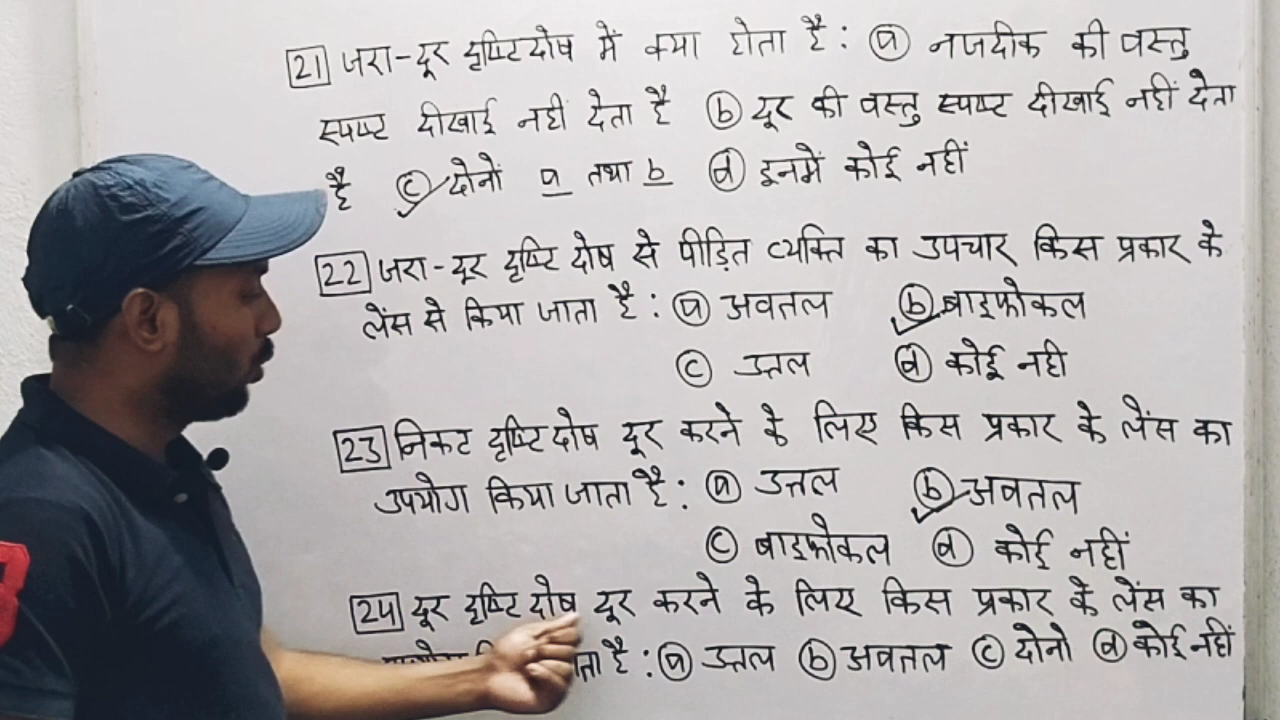 21 जरा-दूर दृष्टि दोष में क्या होता है : ⓐ नजदीक की वस्तु
स्पष्ट दीखाई नही देता है ⓑ दूर की वस्तु स्पष्ट दीखाई नहीं देता
है ⓒ दोनों a तथा b ⓓ इनमें कोई नहीं
22 जरा-दूर दृष्टि दोष से पीड़ित व्यक्ति का उपचार किस प्रकार के
लेंस से किया जाता है : ⓐ अवतल ⓑ बाइफोकल
ⓒ उत्तल ⓓ कोई नही
23 निकट दृष्टि दोष दूर करने के लिए किस प्रकार के लेंस का
उपयोग किया जाता है : ⓐ उत्तल ⓑ अवतल
ⓒ बाइफोकल ⓓ कोई नहीं
24 दूर दृष्टि दोष दूर करने के लिए किस प्रकार के लेंस का
है : ⓐ उत्तल ⓑ अवतल ⓒ दोनो ⓓ कोई नहीं